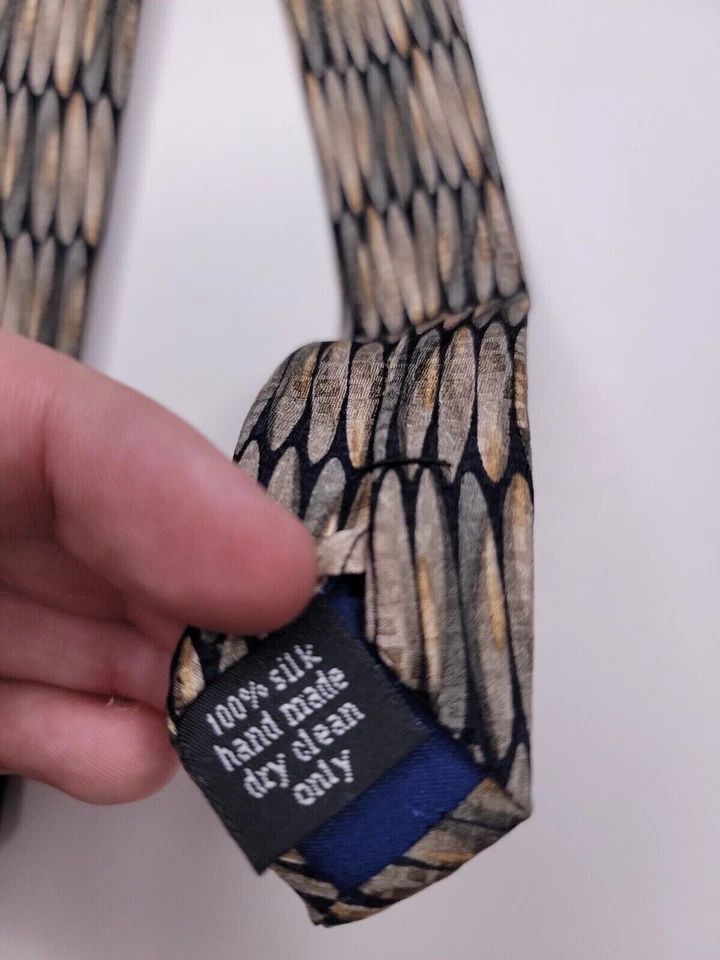 100% silk
hand made
dry clean
only